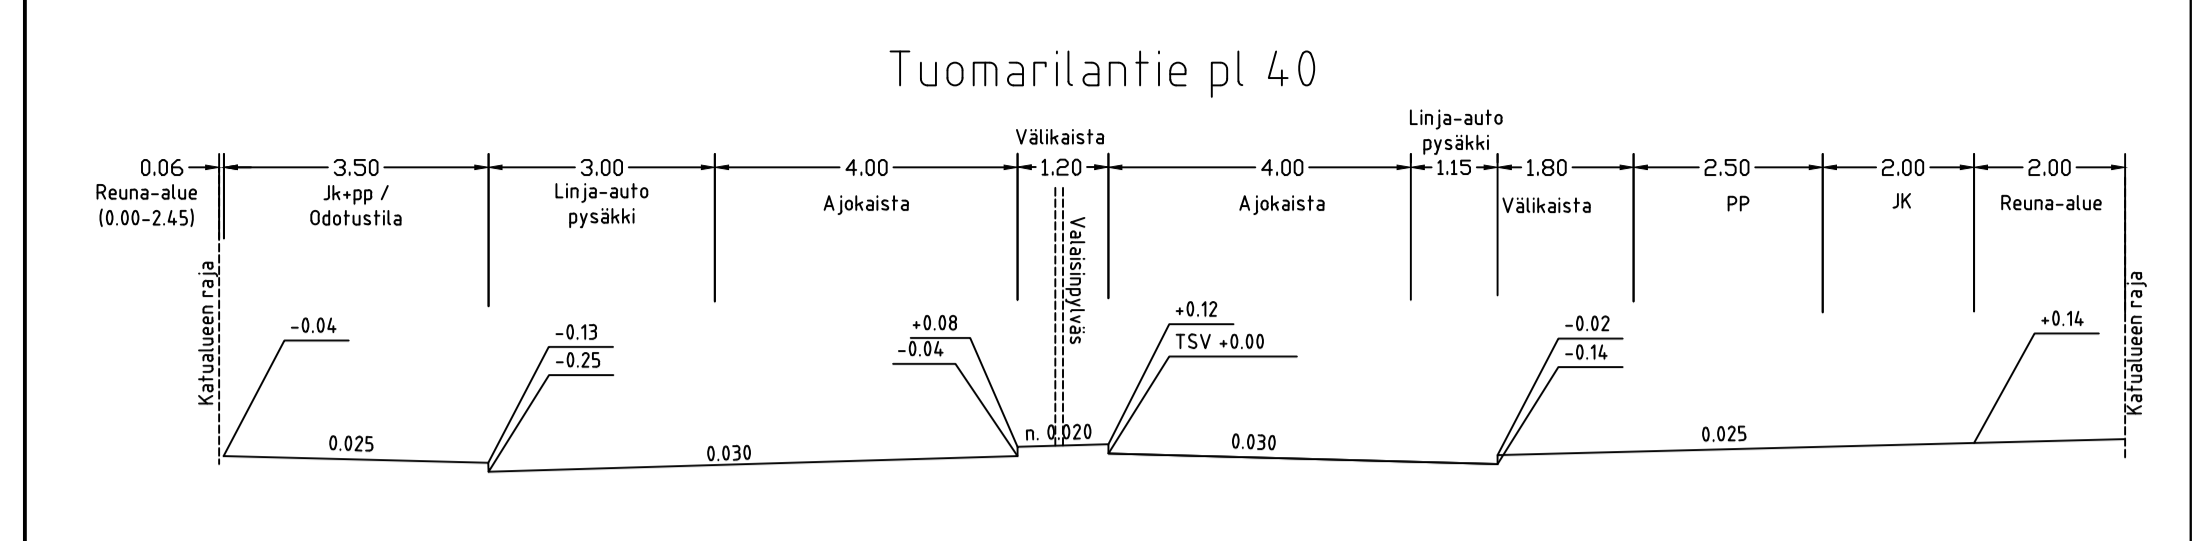 Tuomarilantie pl 40
Linja-auto
pysäkki
Välikaista
0.06
3.50
3.00
4.00
1.20
4.00
1.15
1.80
2.50
2.00
2.00
Reuna-alue
(0.00-2.45)
Jk+pp /
Odotustila
Linja-auto
pysäkki
Ajokaista
Ajokaista
Välikaista
PP
JK
Reuna-alue
Katualueen raja
Valaisinpylväs
Katualueen raja
-0.04
-0.13
-0.25
+0.08
-0.04
+0.12
TSV +0.00
-0.02
-0.14
+0.14
0.025
0.030
n. 0.020
0.030
0.025